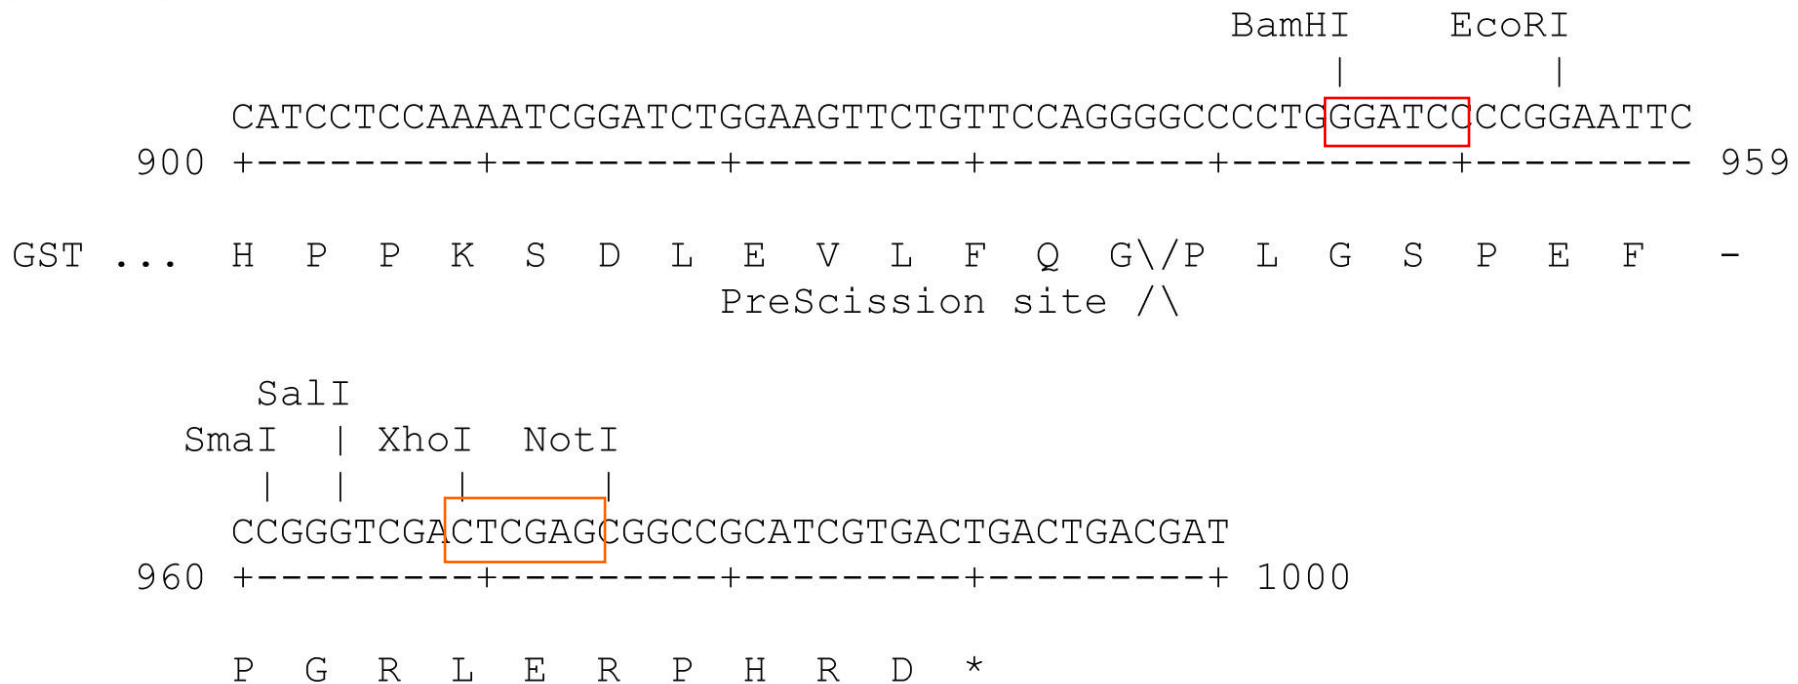 BamHI EcoRI
| |
CATCCTCCAAAATCGGATCTGGAAGTTCTGTTCCAGGGGCCCCTGGGATCCCCGGAATTC
900 +---------+---------+---------+---------+---------+--------- 959
GST ... H P P K S D L E V L F Q G\/P L G S P E F -
PreScission site /\
SalI
SmaI | XhoI NotI
| | | |
CCGGGTCGACTCGAGCGGCCGCATCGTGACTGACTGACGAT
960 +---------+---------+---------+---------+ 1000
P G R L E R P H R D *